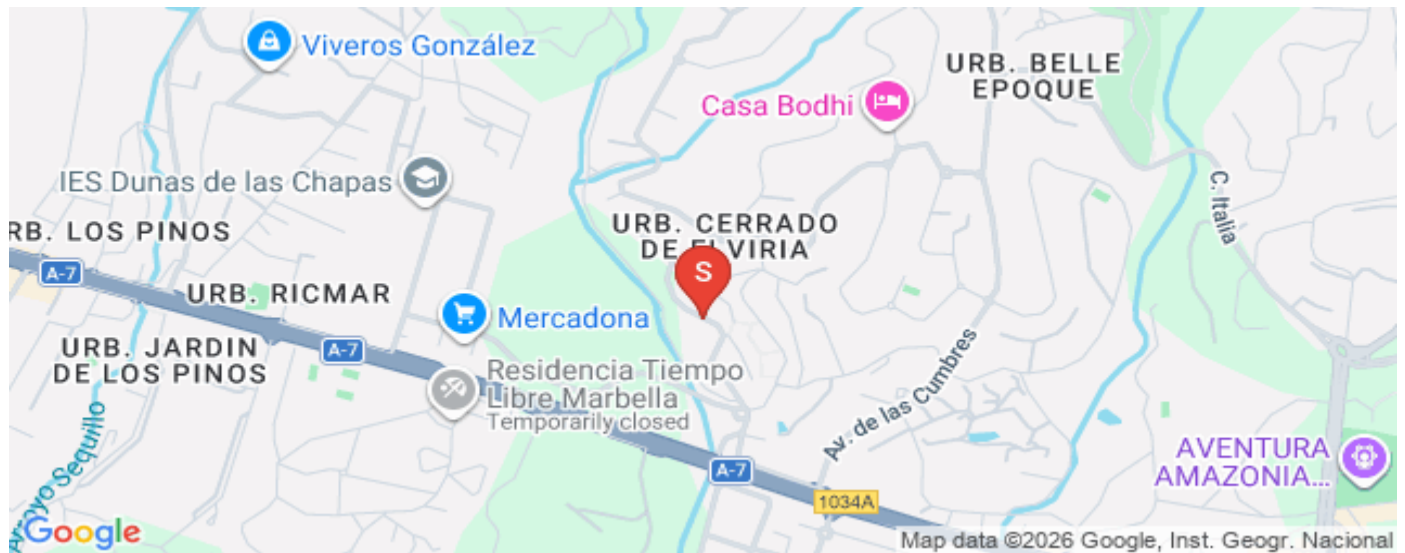 Viveros González
URB. BELLE
EPOQUE
Casa Bodhi
IES Dunas de las Chapas
C. Italia
URB. CERRADO
DE ELVIRIA
RB. LOS PINOS
A-7
S
URB. RICMAR
Mercadona
URB. JARDIN
DE LOS PINOS
A-7
Residencia Tiempo
Libre Marbella
Temporarily closed
Av. de las Cumbres
Arroyo Sequillo
A-7
AVENTURA
AMAZONIA...
1034A
Google
Map data ©2026 Google, Inst. Geogr. Nacional